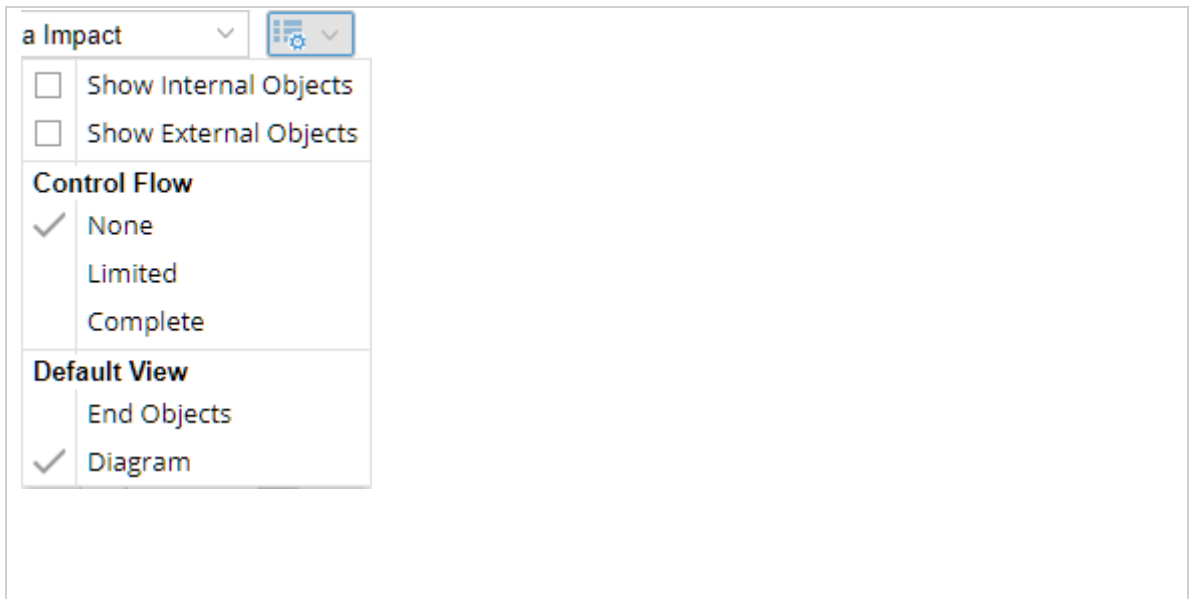 a Impact
Show Internal Objects
Show External Objects
Control Flow
None
Limited
Complete
Default View
End Objects
Diagram